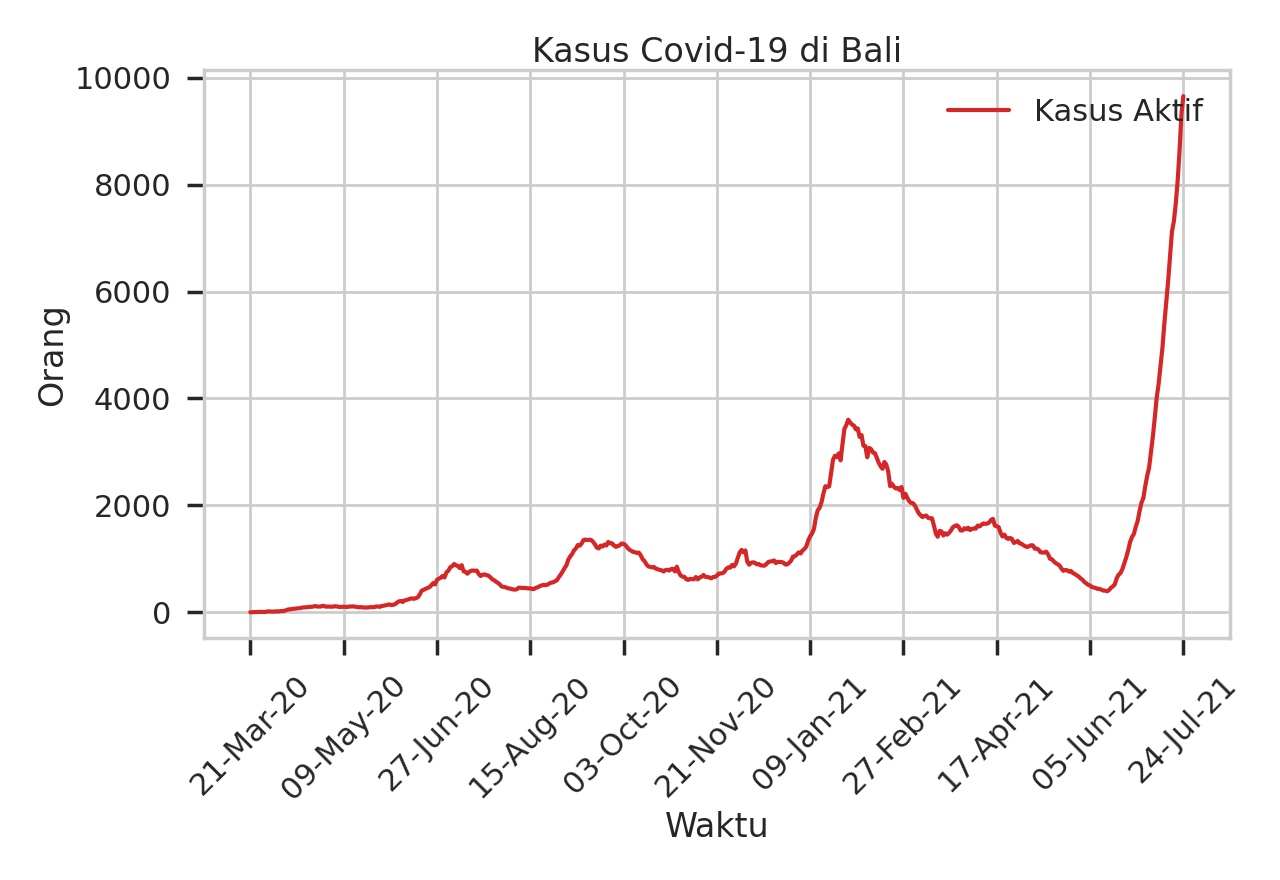 Kasus Covid-19 di Bali
10000
8000
6000
4000
2000
0
Orang
Kasus Aktif
21-Mar-20
09-May-20
27-Jun-20
15-Aug-20
03-Oct-20
21-Nov-20
09-Jan-21
27-Feb-21
17-Apr-21
05-Jun-21
24-Jul-21
Waktu